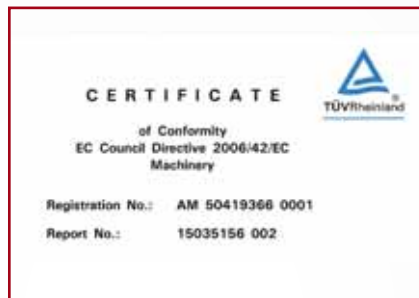 CERTIFICATE
TÜVRheinland
®
of Conformity
EC Council Directive 2006/42/EC
Machinery
Registration No.: AM 50419366 0001
Report No.: 15035156 002